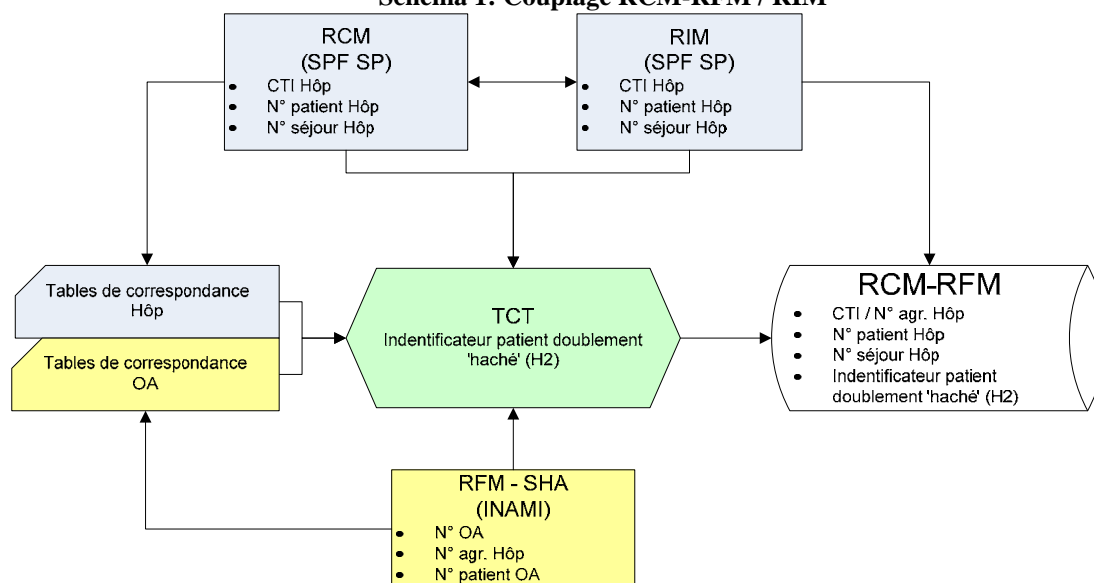 Schéma 1: Couplage RCM-RFM / RIM
RCM
(SPF SP)
• CTI Hôp
• N° patient Hôp
• N° séjour Hôp
RIM
(SPF SP)
• CTI Hôp
• N° patient Hôp
• N° séjour Hôp
Tables de correspondance
Hôp
Tables de correspondance
OA
TCT
Indentificateur patient doublement
'haché' (H2)
RCM-RFM
• CTI / N° agr. Hôp
• N° patient Hôp
• N° séjour Hôp
• Indentificateur patient
doublement 'haché' (H2)
RFM - SHA
(INAMI)
• N° OA
• N° agr. Hôp
• N° patient OA